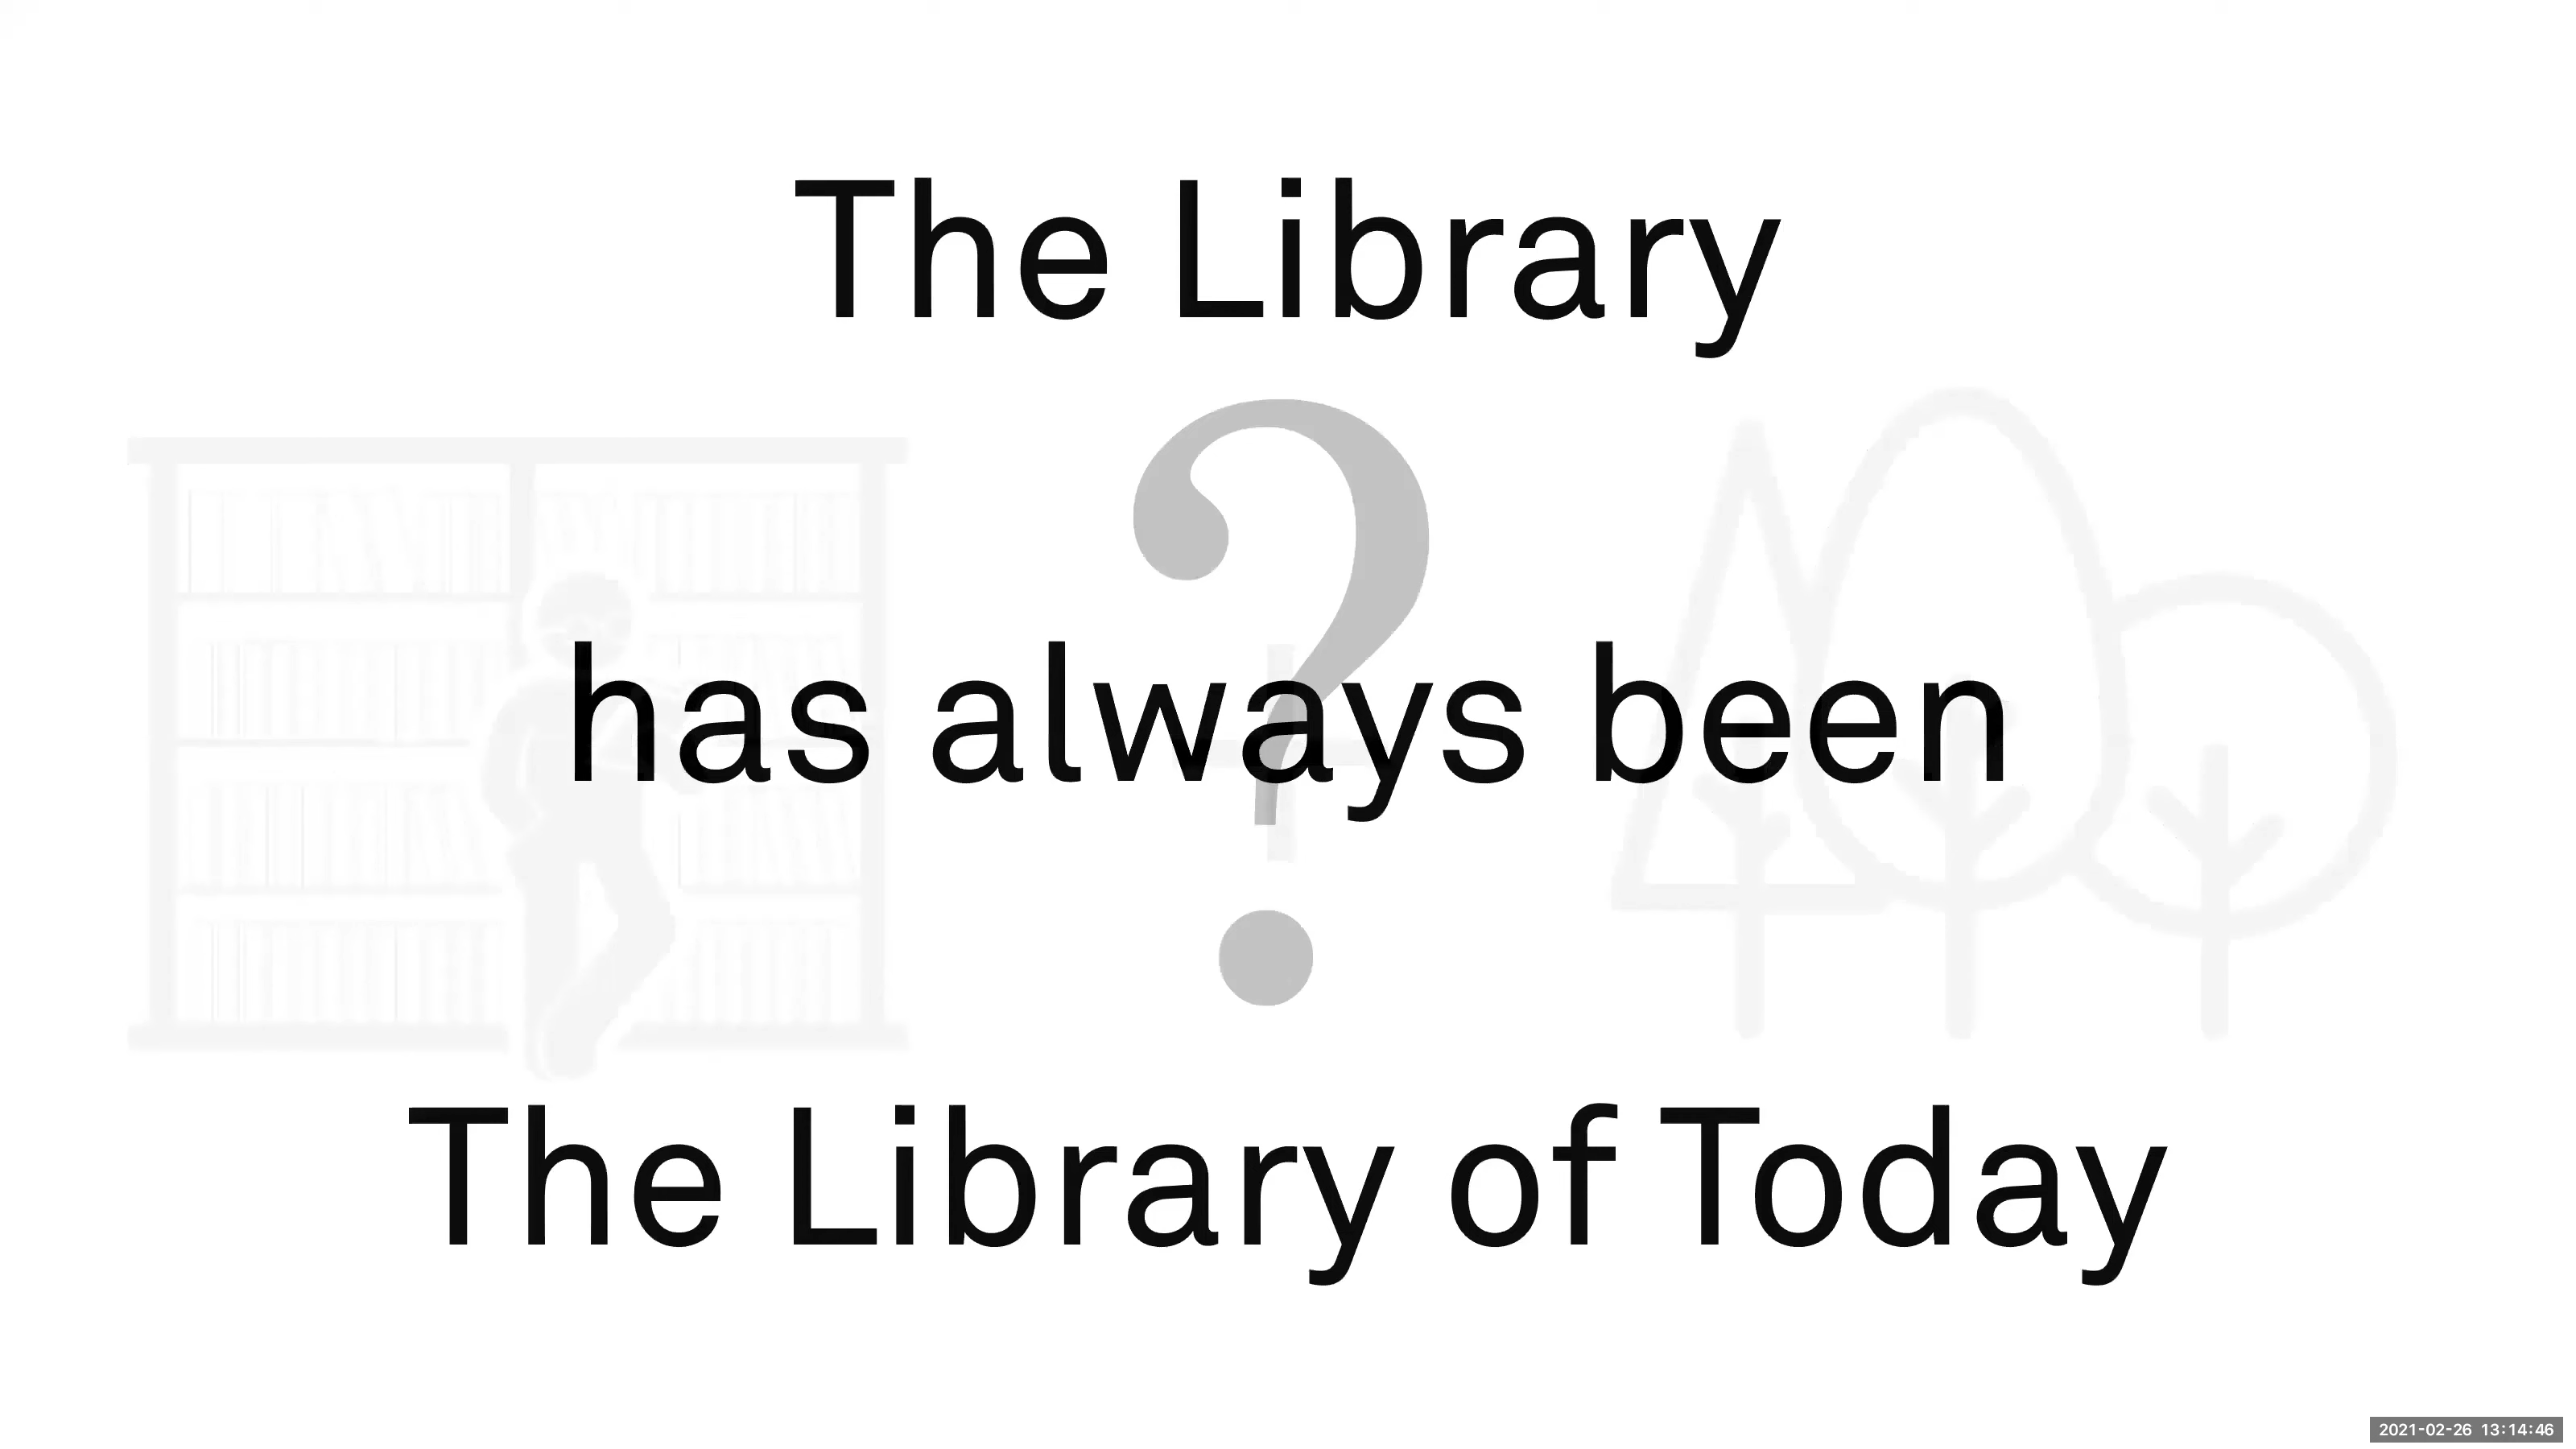 The Library
?
has always been
The Library of Today
2021-02-26 13:14:46